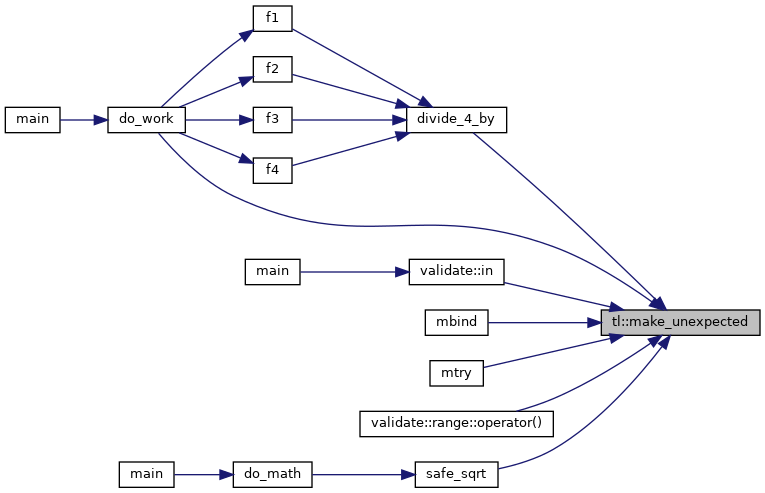 f1
f2
main
do_work
f3
divide_4_by
f4
main
validate::in
mbind
tl::make_unexpected
mtry
validate::range::operator()
main
do_math
safe_sqrt